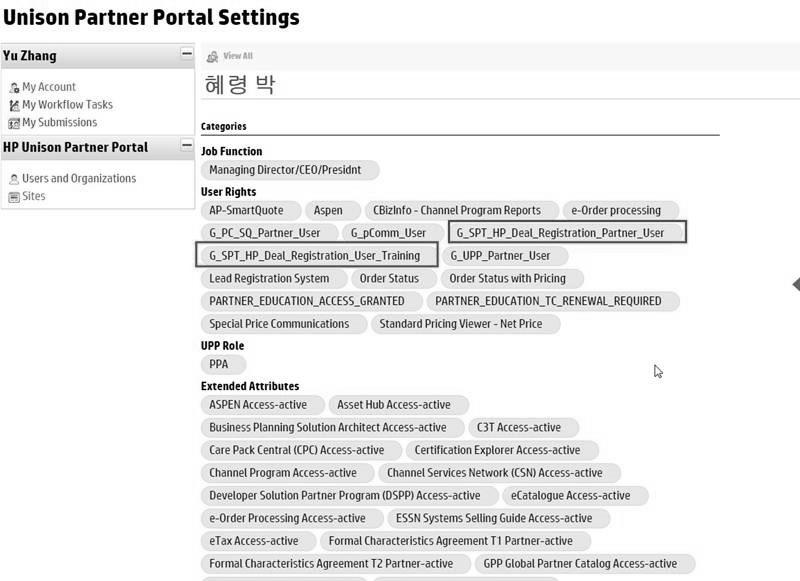 Unison Partner Portal Settings
Yu Zhang
My Account
My Workflow Tasks
My Submissions
HP Unison Partner Portal
Users and Organizations
Sites
View All
혜령 박
Categories
Job Function
Managing Director/CEO/Presidnt
User Rights
AP-SmartQuote Aspen CBizInfo - Channel Program Reports e-Order processing
G_PC_SQ_Partner_User G_pComm_User G_SPT_HP_Deal_Registration_Partner_User
G_SPT_HP_Deal_Registration_User_Training G_UPP_Partner_User
Lead Registration System Order Status Order Status with Pricing
PARTNER_EDUCATION_ACCESS_GRANTED PARTNER_EDUCATION_TC_RENEWAL_REQUIRED
Special Price Communications Standard Pricing Viewer - Net Price
UPP Role
PPA
Extended Attributes
ASPEN Access-active Asset Hub Access-active
Business Planning Solution Architect Access-active C3T Access-active
Care Pack Central (CPC) Access-active Certification Explorer Access-active
Channel Program Access-active Channel Services Network (CSN) Access-active
Developer Solution Partner Program (DSPP) Access-active eCatalogue Access-active
e-Order Processing Access-active ESSN Systems Selling Guide Access-active
eTax Access-active Formal Characteristics Agreement T1 Partner-active
Formal Characteristics Agreement T2 Partner-active GPP Global Partner Catalog Access-active